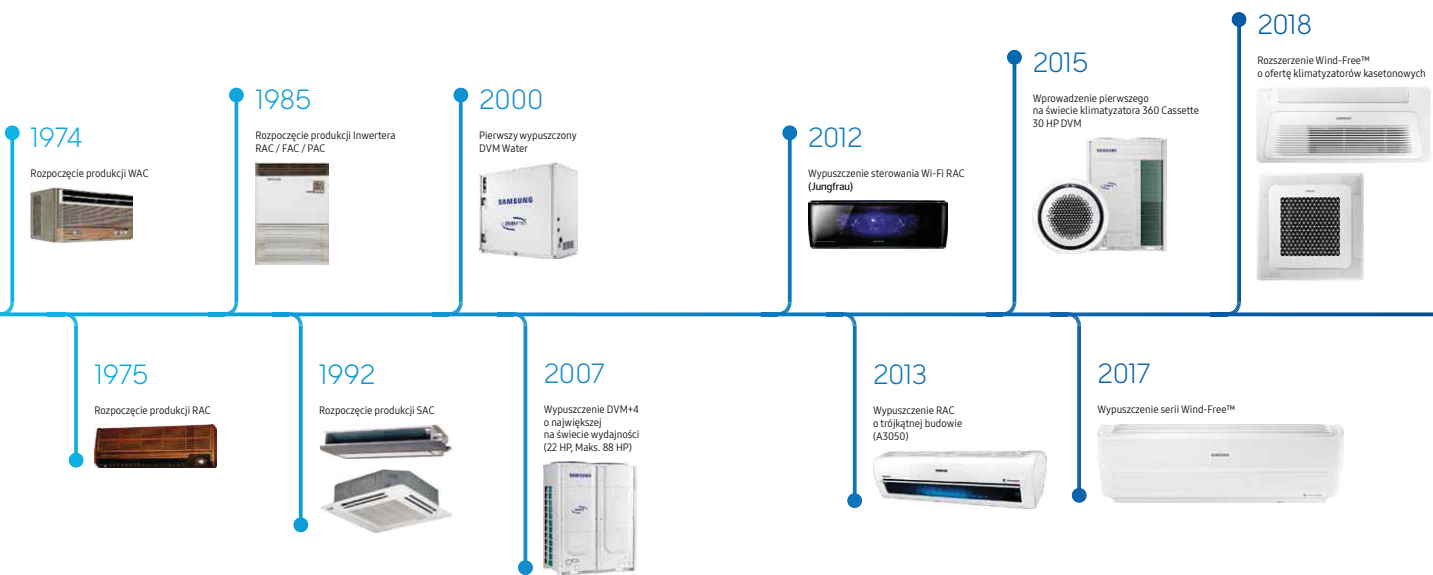 1974
Rozpoczęcie produkcji WAC
1975
Rozpoczęcie produkcji RAC
1985
Rozpoczęcie produkcji Inwertera
RAC / FAC / PAC
1992
Rozpoczęcie produkcji SAC
2000
Pierwszy wypuszczony
DVM Water
SAMSUNG
2007
Wypuszczenie DVM+4
o największej
na świecie wydajności
(22 HP, Maks. 88 HP)
SAMSUNG
2012
Wypuszczenie sterowania Wi-Fi RAC
(Jungfrau)
2013
Wypuszczenie RAC
o trójkątnej budowie
(A3050)
SAMSUNG
2015
Wprowadzenie pierwszego
na świecie klimatyzatora 360 Cassette
30 HP DVM
SAMSUNG
2017
Wypuszczenie serii Wind-Free™
SAMSUNG
2018
Rozszerzenie Wind-Free™
o ofertę klimatyzatorów kasetonowych
SAMSUNG